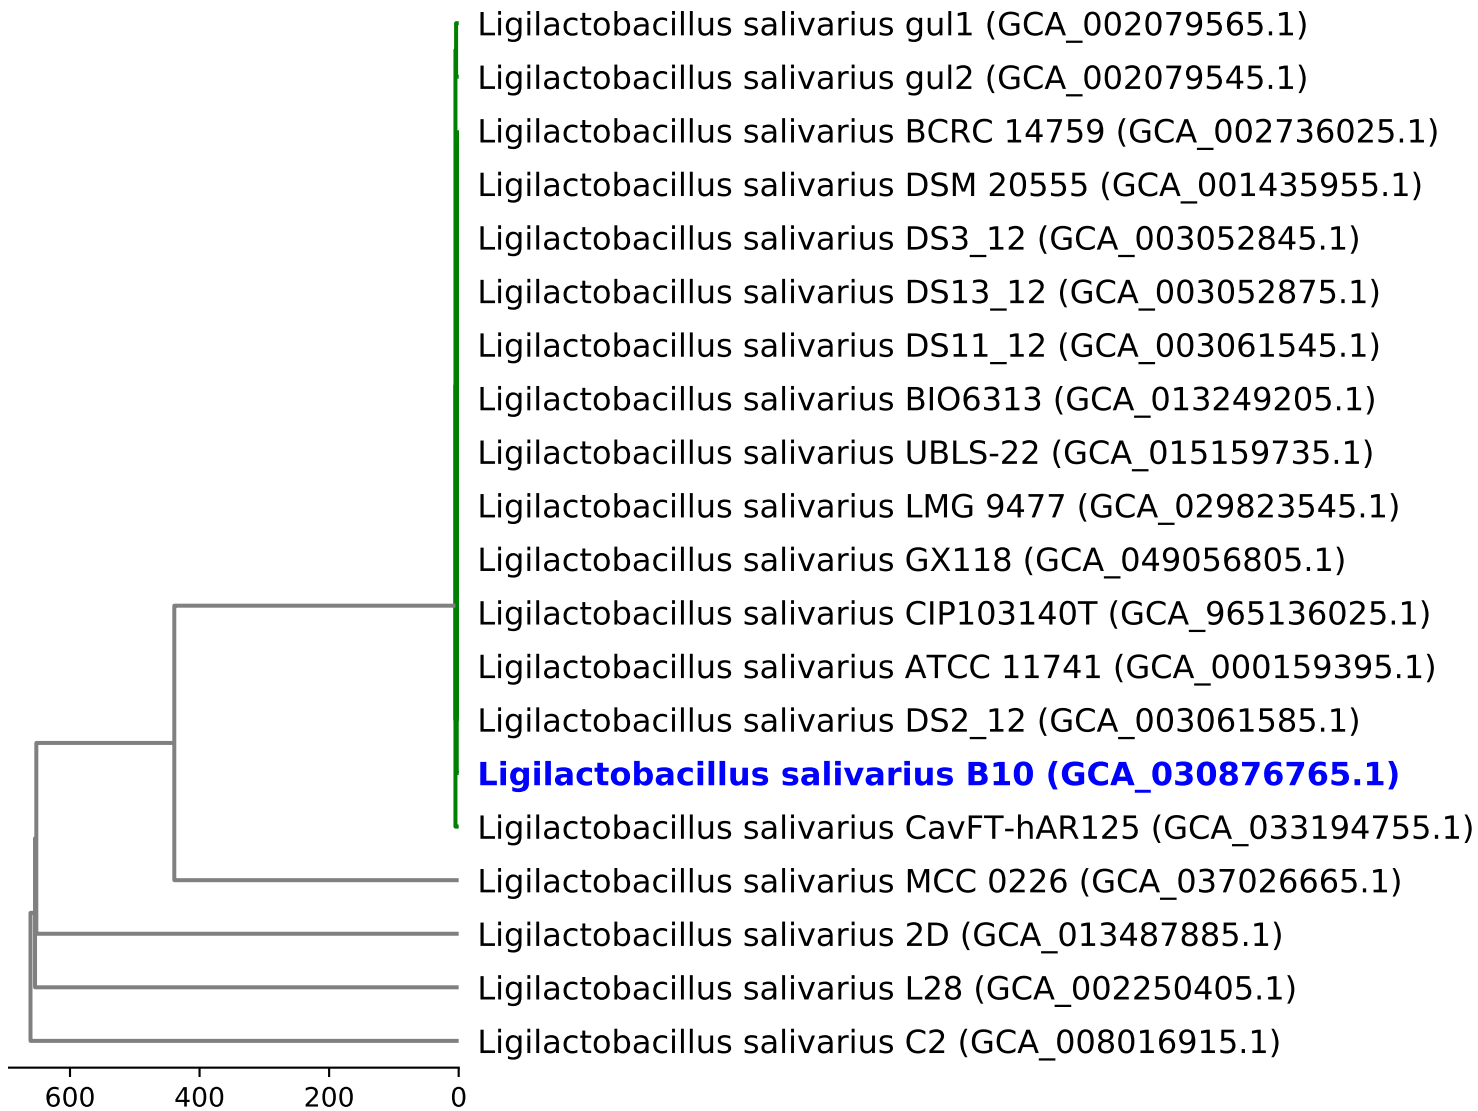 Ligilactobacillus salivarius gul1 (GCA_002079565.1)
Ligilactobacillus salivarius gul2 (GCA_002079545.1)
Ligilactobacillus salivarius BCRC 14759 (GCA_002736025.1)
Ligilactobacillus salivarius DSM 20555 (GCA_001435955.1)
Ligilactobacillus salivarius DS3_12 (GCA_003052845.1)
Ligilactobacillus salivarius DS13_12 (GCA_003052875.1)
Ligilactobacillus salivarius DS11_12 (GCA_003061545.1)
Ligilactobacillus salivarius BIO6313 (GCA_013249205.1)
Ligilactobacillus salivarius UBLS-22 (GCA_015159735.1)
Ligilactobacillus salivarius LMG 9477 (GCA_029823545.1)
Ligilactobacillus salivarius GX118 (GCA_049056805.1)
Ligilactobacillus salivarius CIP103140T (GCA_965136025.1)
Ligilactobacillus salivarius ATCC 11741 (GCA_000159395.1)
Ligilactobacillus salivarius DS2_12 (GCA_003061585.1)
Ligilactobacillus salivarius B10 (GCA_030876765.1)
Ligilactobacillus salivarius CavFT-hAR125 (GCA_033194755.1)
Ligilactobacillus salivarius MCC 0226 (GCA_037026665.1)
Ligilactobacillus salivarius 2D (GCA_013487885.1)
Ligilactobacillus salivarius L28 (GCA_002250405.1)
Ligilactobacillus salivarius C2 (GCA_008016915.1)
600 400 200 0